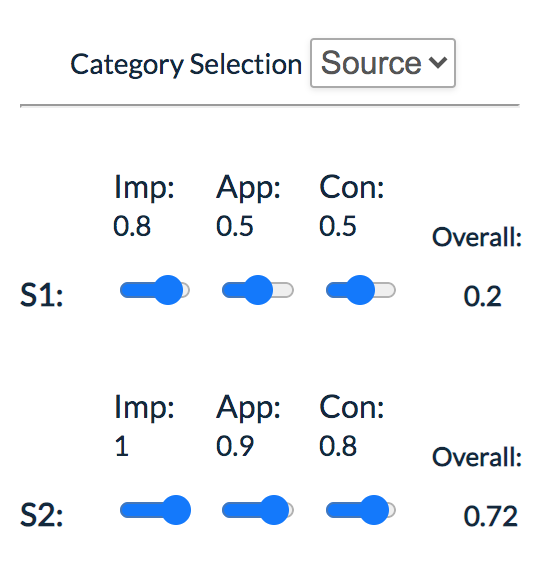 Category Selection Source
Imp: App: Con:
0.8 0.5 0.5
Overall:
S1: 0.2
Imp: App: Con:
1 0.9 0.8
Overall:
S2: 0.72